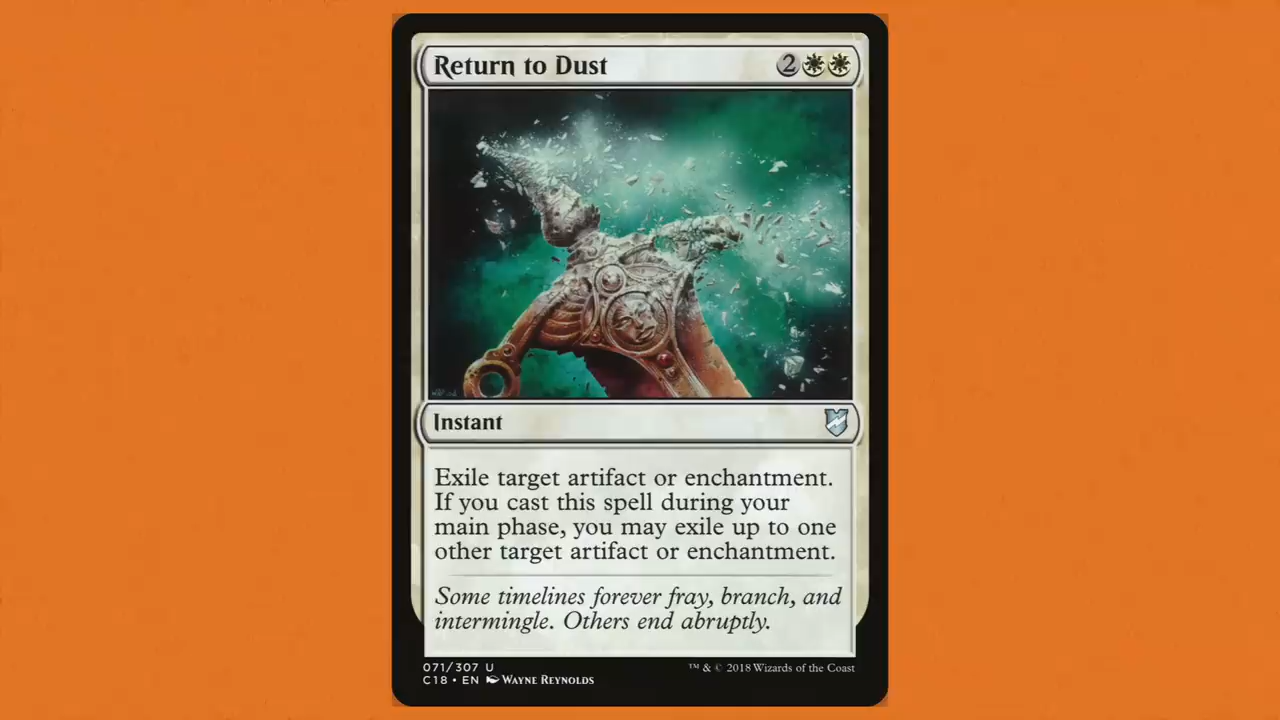 Return to Dust 2
Instant
Exile target artifact or enchantment.
If you cast this spell during your
main phase, you may exile up to one
other target artifact or enchantment.
Some timelines forever fray, branch, and
intermingle. Others end abruptly.
071/307 U
C18 • EN Wayne Reynolds
™ & © 2018 Wizards of the Coast